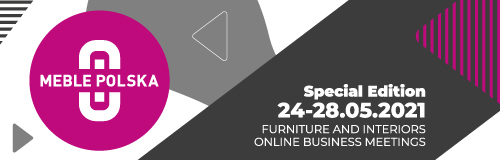 MEBLE POLSKA
Special Edition
24-28.05.2021
FURNITURE AND INTERIORS
ONLINE BUSINESS MEETINGS